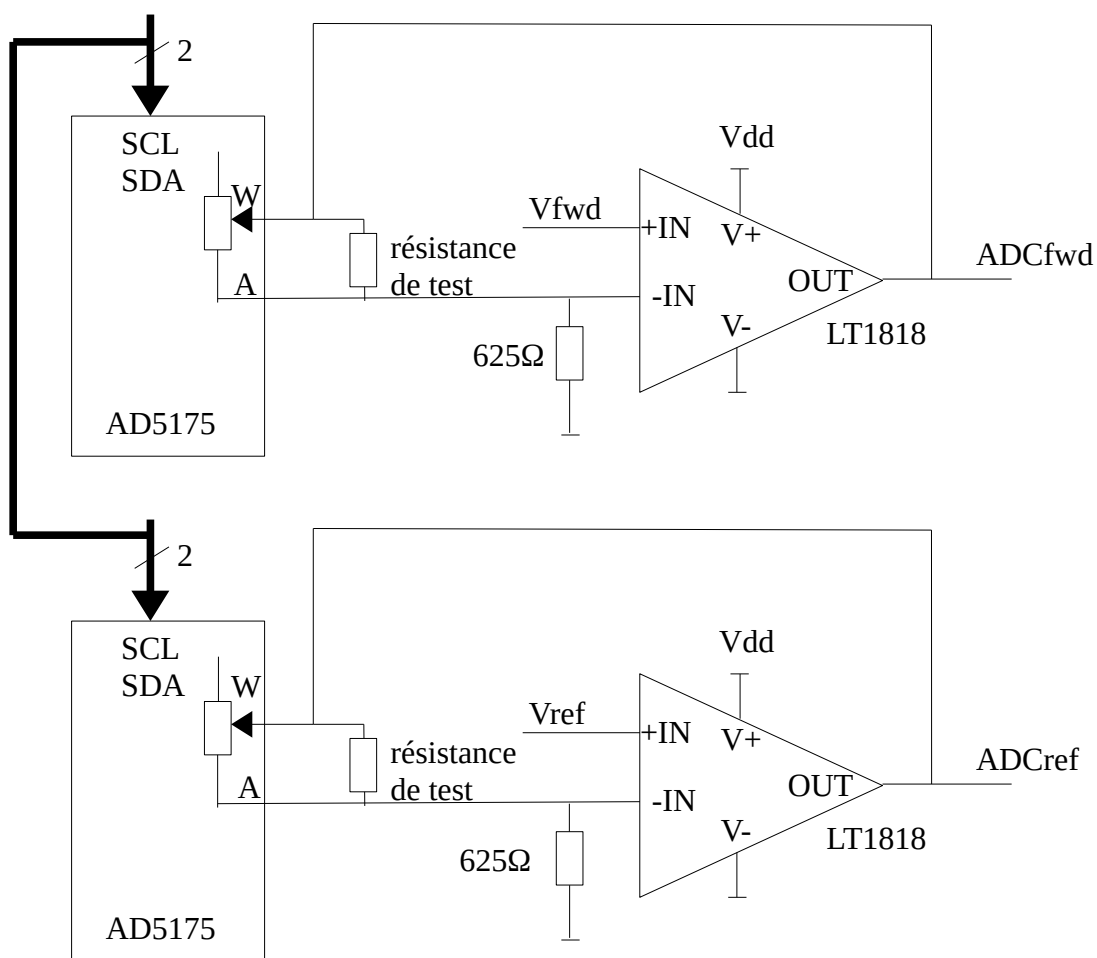 2
SCL
SDA
W
A
AD5175
résistance
de test
625Ω
Vfwd
+IN
-IN
Vdd
V+
V-
OUT
LT1818
ADCfwd
2
SCL
SDA
W
A
AD5175
résistance
de test
625Ω
Vref
+IN
-IN
Vdd
V+
V-
OUT
LT1818
ADCref